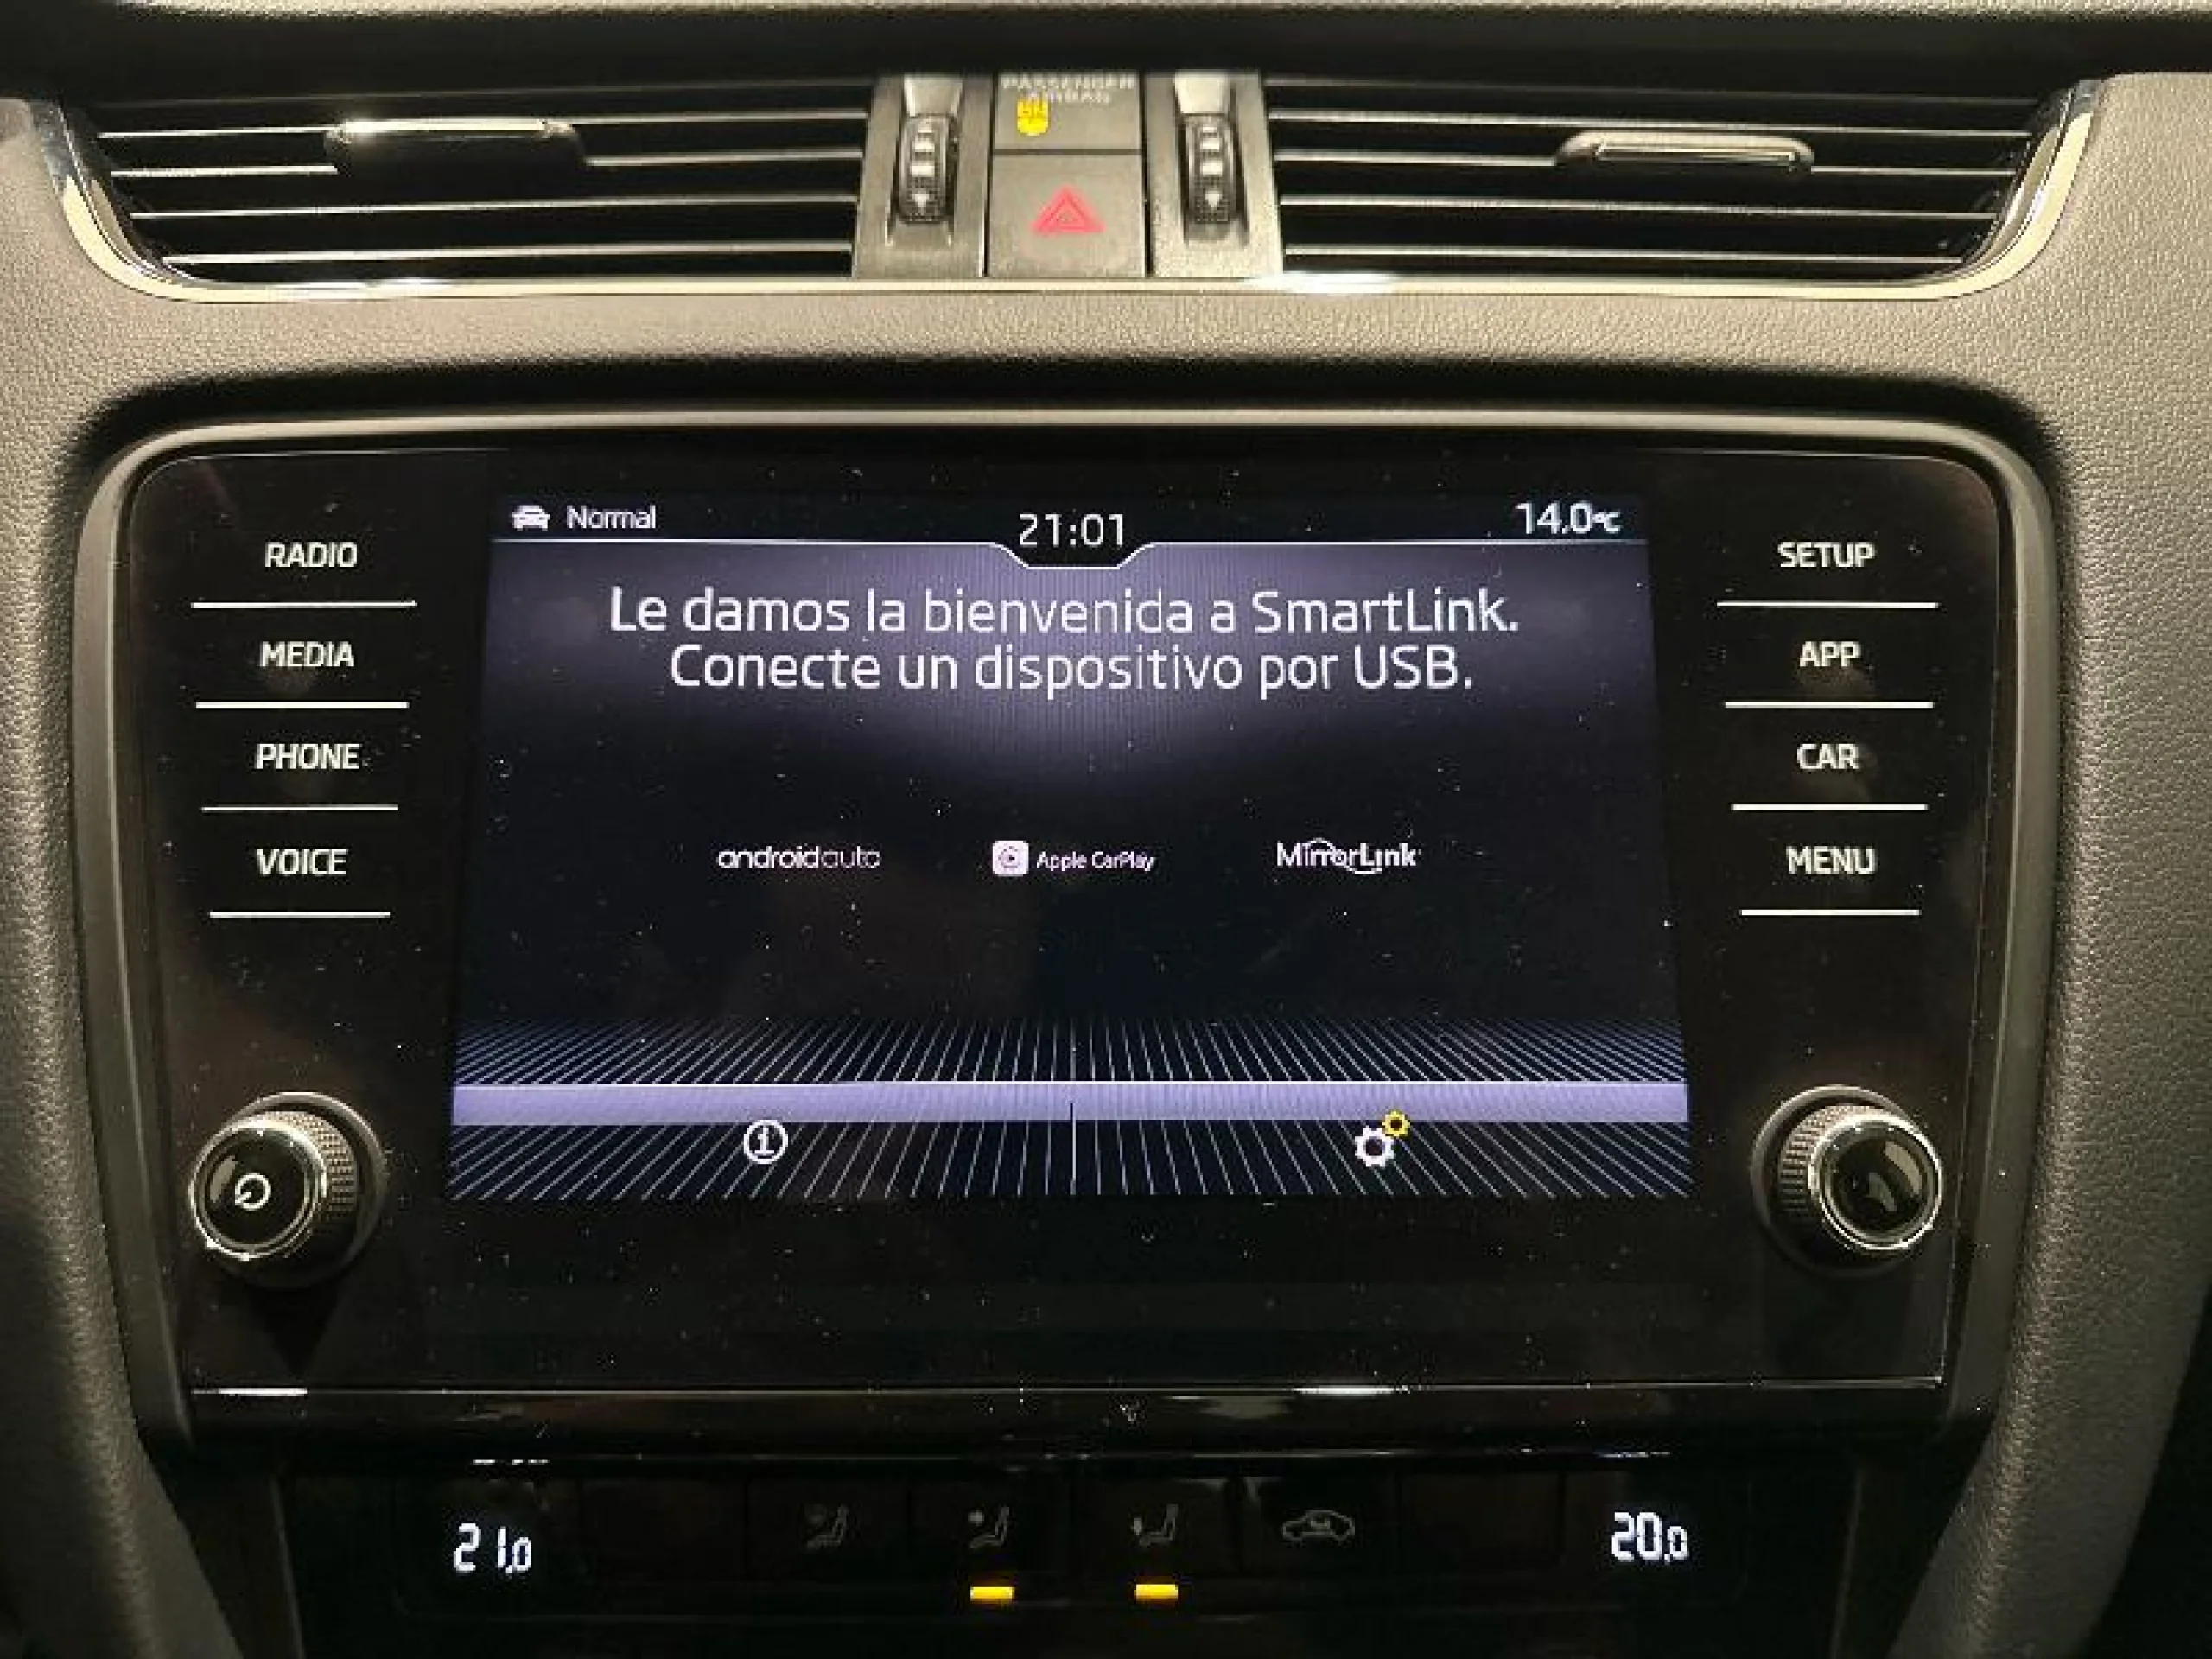 PASSENGER
AIRBAG
ON
Normal
21:01
14.0°C
Le damos la bienvenida a SmartLink.
Conecte un dispositivo por USB.
androidauto
Apple CarPlay
MirrorLink
RADIO
MEDIA
PHONE
VOICE
SETUP
APP
CAR
MENU
21,0
20,0